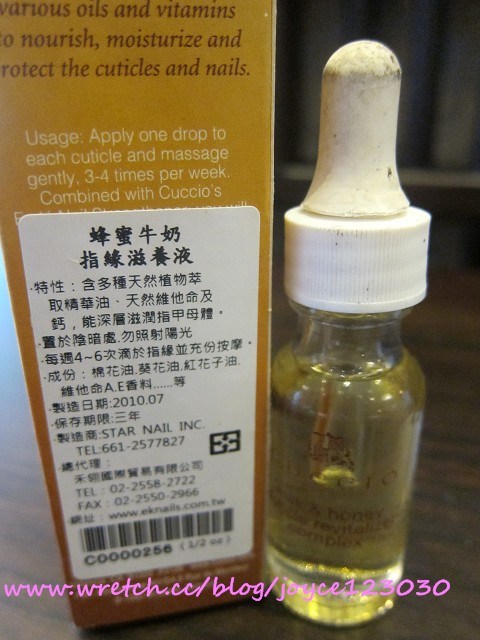 various oils and vitamins
to nourish, moisturize and
protect the cuticles and nails.
Usage: Apply one drop to
each cuticle and massage
gently, 3-4 times per week.
Combined with Cuccio's
蜂蜜牛奶
指緣滋養液
·特性：含多種天然植物萃
取精華油、天然維他命及
鈣，能深層滋潤指甲母體。
·置於陰暗處.勿照射陽光
·每週4~6次滴於指緣並充份按摩。
·成份：棉花油.葵花油.紅花子油.
維他命A.E香料......等
·製造日期:2010.07
·保存期限:三年
·製造商:STAR NAIL INC.
TEL:661-2577827
·總代理：
禾翎國際貿易有限公司
TEL：02-2558-2722
FAX：02-2550-2966
·網址：www.eknails.com.tw
C0000256 (1/2 oz)
milk & honey
cuticle revitalizer
complex
www.wretch.cc/blog/joyce123030